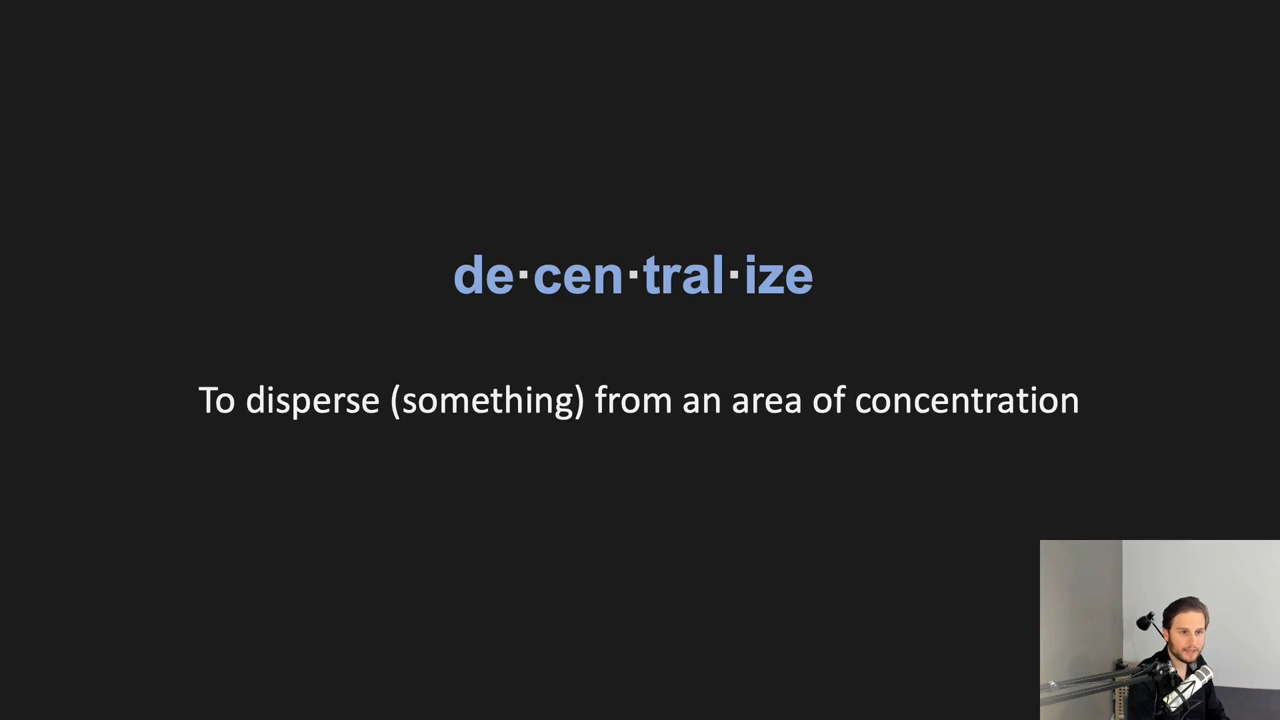 de·cen·tral·ize
To disperse (something) from an area of concentration